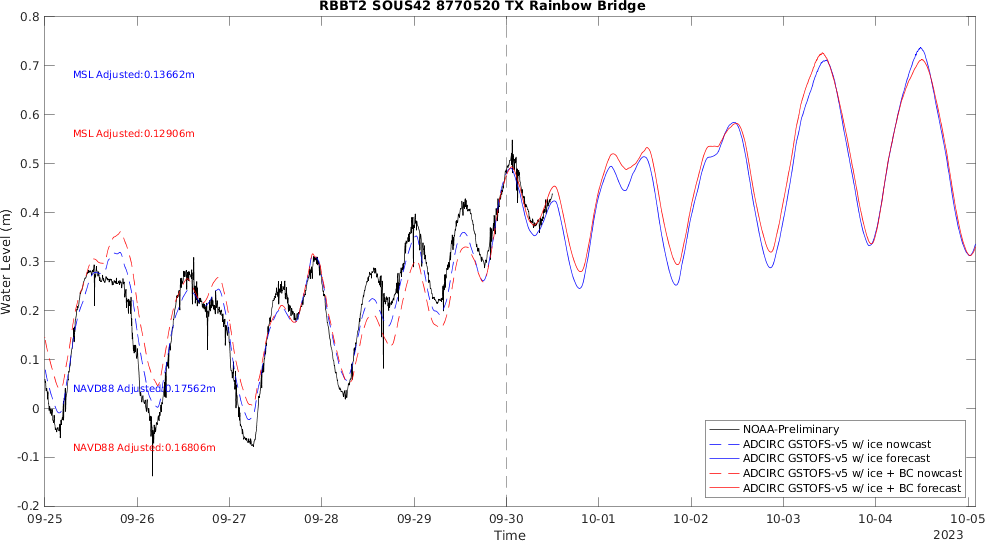 RBBT2 SOUS42 8770520 TX Rainbow Bridge
0.8
0.7
0.6
0.5
0.4
0.3
0.2
0.1
0
-0.1
-0.2
Water Level (m)
MSL Adjusted:0.13662m
MSL Adjusted:0.12906m
NAVD88 Adjusted:0.17562m
NAVD88 Adjusted:0.16806m
NOAA-Preliminary
ADCIRC GSTOFS-v5 w/ ice nowcast
ADCIRC GSTOFS-v5 w/ ice forecast
ADCIRC GSTOFS-v5 w/ ice + BC nowcast
ADCIRC GSTOFS-v5 w/ ice + BC forecast
09-25 09-26 09-27 09-28 09-29 09-30 10-01 10-02 10-03 10-04 10-05
Time
2023